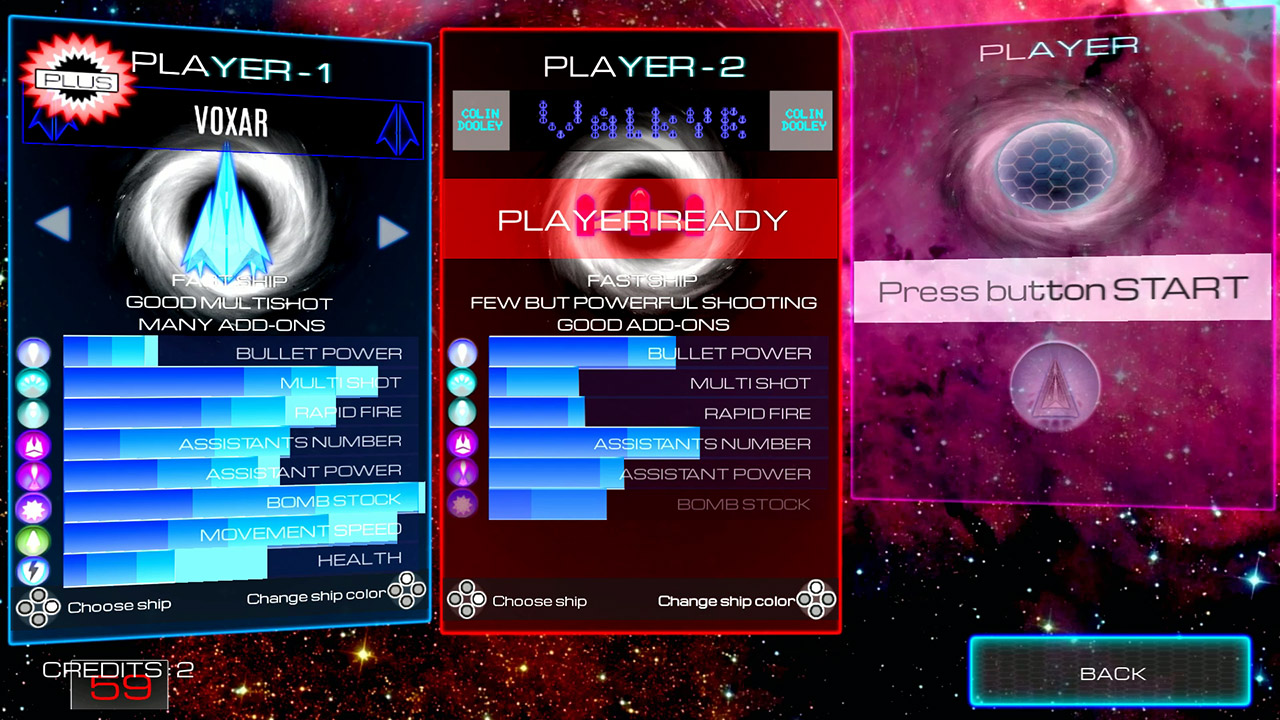 PLUS
PLAYER - 1
VOXAR
FAST SHIP
GOOD MULTISHOT
MANY ADD-ONS
BULLET POWER
MULTI SHOT
RAPID FIRE
ASSISTANTS NUMBER
ASSISTANT POWER
BOMB STOCK
MOVEMENT SPEED
HEALTH
Choose ship
Change ship color
PLAYER - 2
COLIN
DOOLEY
VALKYR
COLIN
DOOLEY
PLAYER READY
FAST SHIP
FEW BUT POWERFUL SHOOTING
GOOD ADD-ONS
BULLET POWER
MULTI SHOT
RAPID FIRE
ASSISTANTS NUMBER
ASSISTANT POWER
BOMB STOCK
Choose ship
Change ship color
PLAYER
Press button START
CREDITS : 2
59
BACK